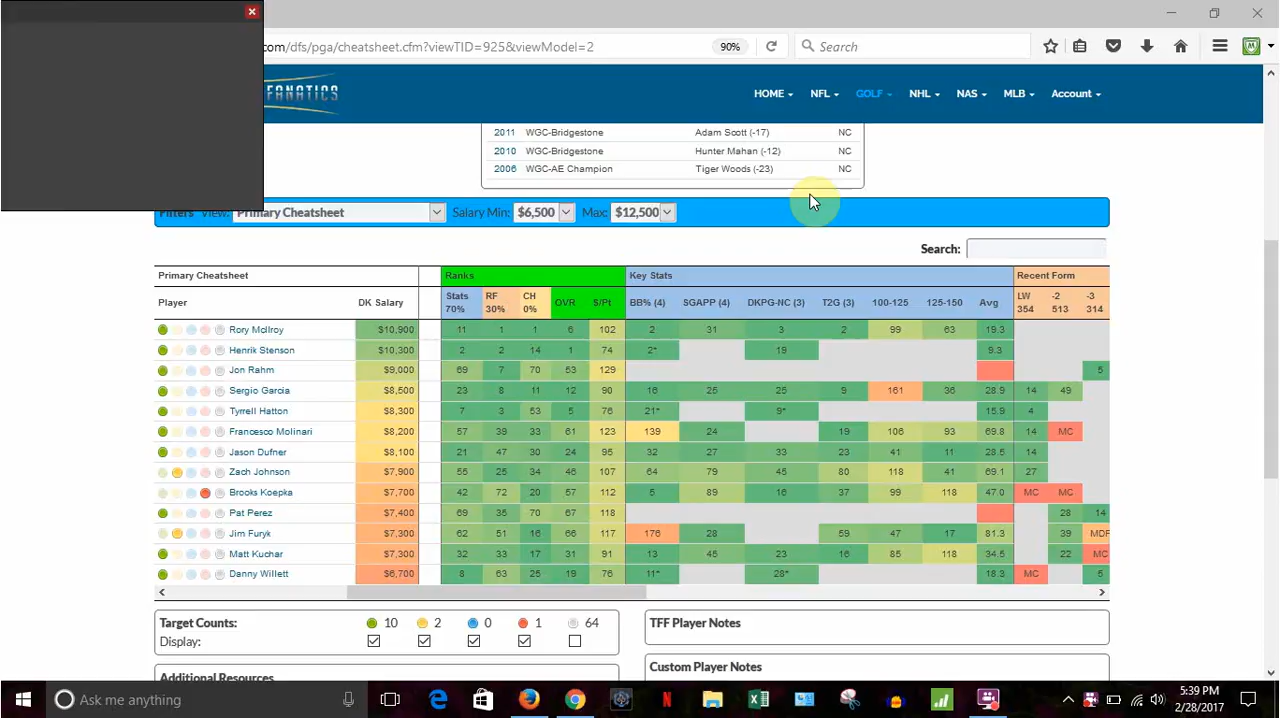 com/dfs/pga/cheatsheet.cfm?viewTID=925&viewModel=2
90%
Search
FANATICS
HOME
NFL
GOLF
NHL
NAS
MLB
Account
2011 WGC-Bridgestone Adam Scott (-17) NC
2010 WGC-Bridgestone Hunter Mahan (-12) NC
2006 WGC-AE Champion Tiger Woods (-23) NC
Filters View: Primary Cheatsheet Salary Min: $6,500 Max: $12,500
Search:
Primary Cheatsheet Ranks Key Stats Recent Form
Player DK Salary Stats 70% RF 30% CH 0% OVR $/Pt BB% (4) SGAPP (4) DKPG-NC (3) T2G (3) 100-125 125-150 Avg LW 354 -2 513 -3 314
Rory McIlroy $10,900 11 1 1 6 102 2 31 3 2 99 63 19.3
Henrik Stenson $10,300 2 2 14 1 74 2* 19 9.3
Jon Rahm $9,000 69 7 70 53 129 5
Sergio Garcia $8,500 23 8 11 12 90 16 25 25 9 161 36 28.9 14 49
Tyrrell Hatton $8,300 7 3 53 5 76 21* 9* 15.9 4
Francesco Molinari $8,200 57 39 33 61 123 139 24 19 106 93 69.8 14 MC
Jason Dufner $8,100 21 47 30 24 95 32 27 33 23 41 11 28.5 14
Zach Johnson $7,900 55 25 34 46 107 64 79 45 80 118 41 69.1 27
Brooks Koepka $7,700 42 72 20 57 112 5 89 16 37 99 118 47.0 MC MC
Pat Perez $7,400 69 35 70 67 118 28 14
Jim Furyk $7,300 62 51 16 66 117 176 28 59 47 17 81.3 39 MDF
Matt Kuchar $7,300 32 33 17 31 91 13 45 23 16 85 118 34.5 22 MC
Danny Willett $6,700 8 63 25 19 76 11* 28* 18.3 MC 5
Target Counts: 10 2 0 1 64
Display:
TFF Player Notes
Custom Player Notes
Additional Resources
Ask me anything
5:39 PM
2/28/2017